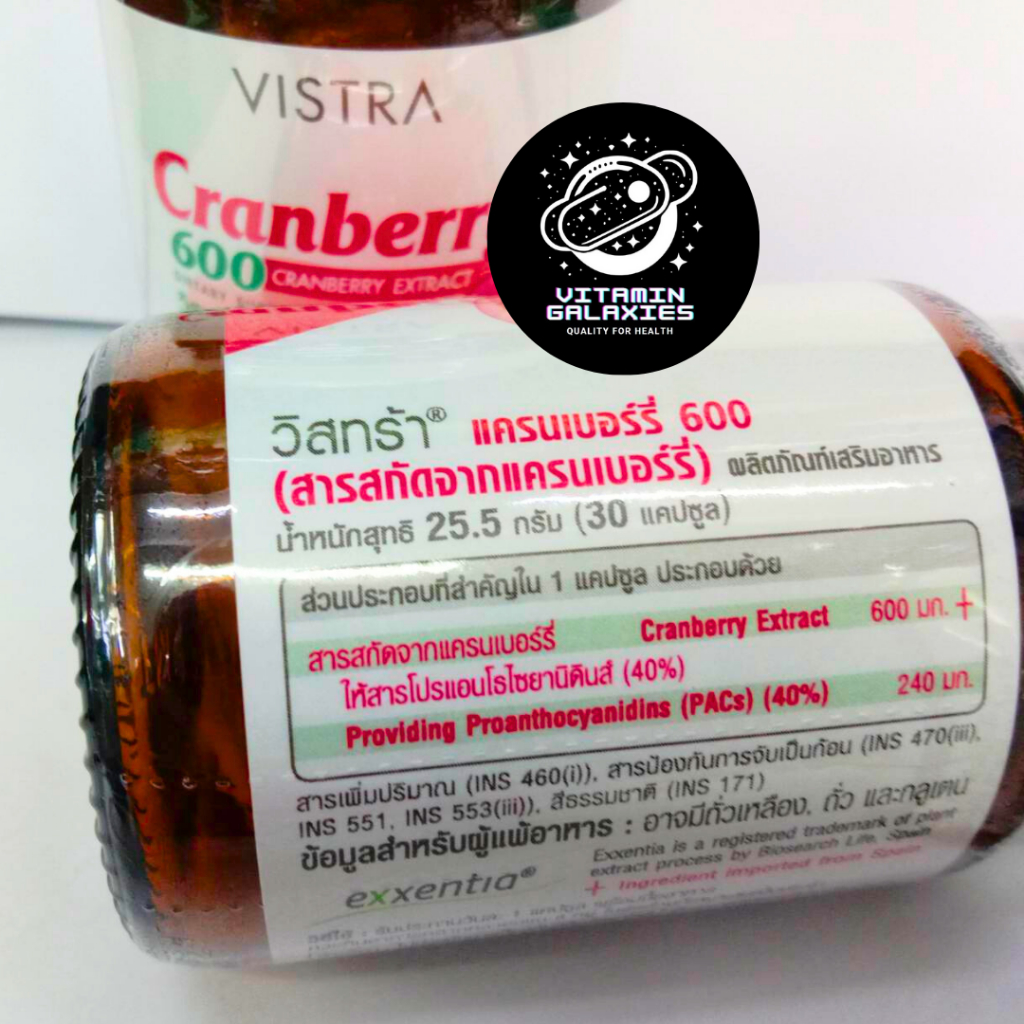 VISTRA
Cranberr
600 CRANBERRY EXTRACT
VITAMIN
GALAXIES
QUALITY FOR HEALTH
วิสทร้า® แครนเบอร์รี่ 600
(สารสกัดจากแครนเบอร์รี่) ผลิตภัณฑ์เสริมอาหาร
น้ำหนักสุทธิ 25.5 กรัม (30 แคปซูล)
ส่วนประกอบที่สำคัญใน 1 แคปซูล ประกอบด้วย
สารสกัดจากแครนเบอร์รี่ Cranberry Extract 600 มก. +
ให้สารโปรแอนโธไซยานิดินส์ (40%)
Providing Proanthocyanidins (PACs) (40%) 240 มก.
สารเพิ่มปริมาณ (INS 460(i)), สารป้องกันการจับเป็นก้อน (INS 470(iii),
INS 551, INS 553(iii)), สีธรรมชาติ (INS 171)
ข้อมูลสำหรับผู้แพ้อาหาร : อาจมีถั่วเหลือง, ถั่ว และกลูเตน
exxentia®
Exxentia is a registered trademark of plant
extract process by Biosearch Life, Spain
+ Ingredient imported from Spain